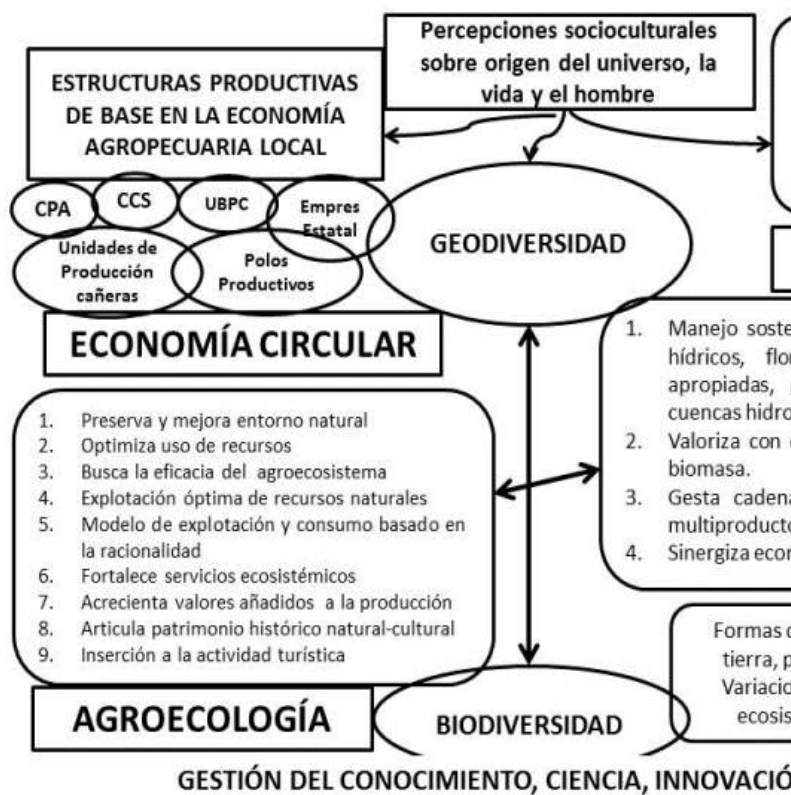 Percepciones socioculturales
sobre origen del universo, la
vida y el hombre
ESTRUCTURAS PRODUCTIVAS
DE BASE EN LA ECONOMÍA
AGROPECUARIA LOCAL
CPA
CCS
UBPC
Empres
Estatal
Unidades de
Producción
cañeras
Polos
Productivos
GEODIVERSIDAD
ECONOMÍA CIRCULAR
1. Preserva y mejora entorno natural
2. Optimiza uso de recursos
3. Busca la eficacia del agroecosistema
4. Explotación óptima de recursos naturales
5. Modelo de explotación y consumo basado en
la racionalidad
6. Fortalece servicios ecosistémicos
7. Acrecienta valores añadidos a la producción
8. Articula patrimonio histórico natural-cultural
9. Inserción a la actividad turística
1. Manejo soste
hídricos, flo
apropiadas,
cuencas hidro
2. Valoriza con
biomasa.
3. Gesta caden
multiproducto
4. Sinergiza econ
Formas
tierra, p
Variacio
ecosis
AGROECOLOGÍA
BIODIVERSIDAD
GESTIÓN DEL CONOCIMIENTO, CIENCIA, INNOVACIÓ